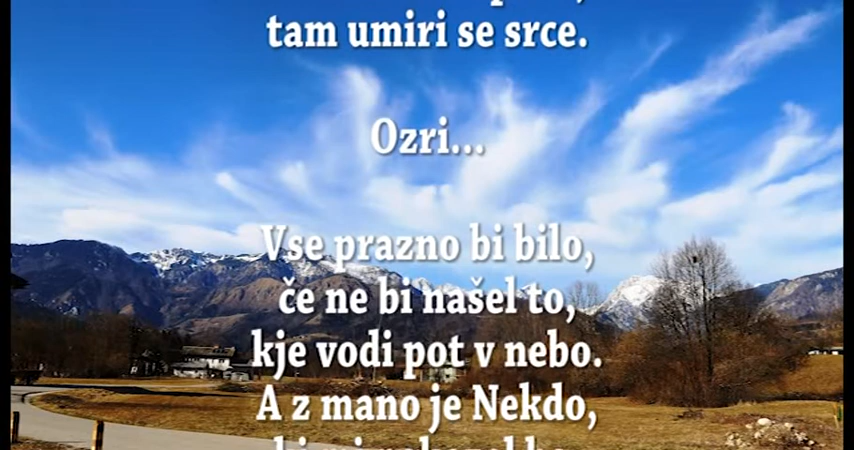 tam umiri se srce.
Ozri...
Vse prazno bi bilo,
če ne bi našel to,
kje vodi pot v nebo.
A z mano je Nekdo,